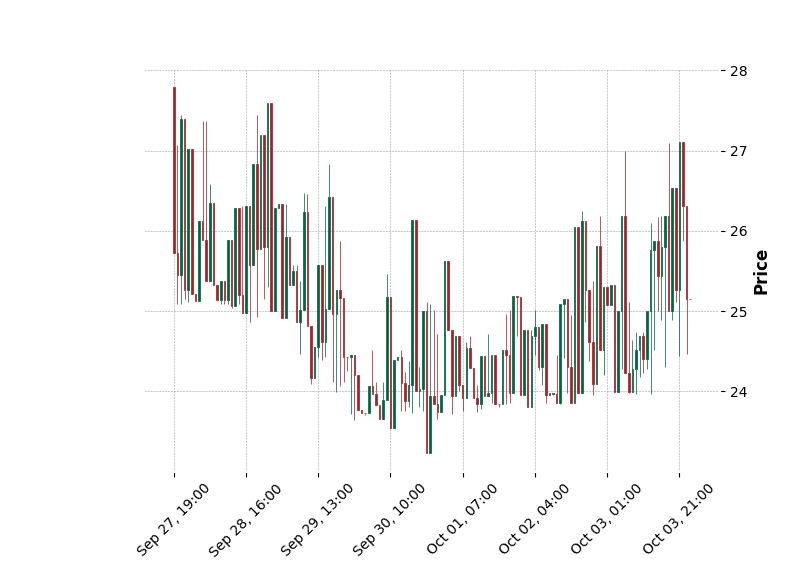 28
27
26
25
24
Price
Sep 27, 19:00
Sep 28, 16:00
Sep 29, 13:00
Sep 30, 10:00
Oct 01, 07:00
Oct 02, 04:00
Oct 03, 01:00
Oct 03, 21:00